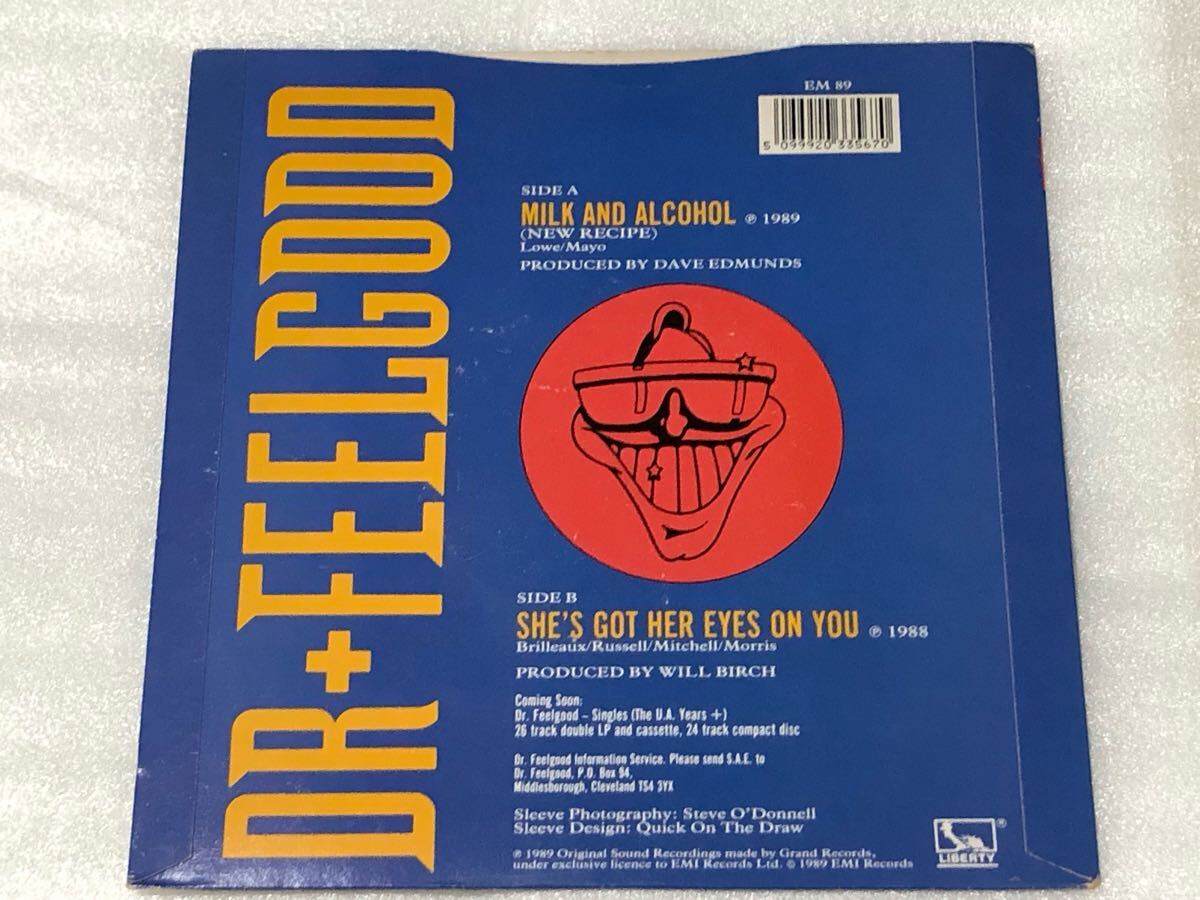 DR+FEELGOOD
EM 89
5 099920 335670
SIDE A
MILK AND ALCOHOL ℗ 1989
(NEW RECIPE)
Lowe/Mayo
PRODUCED BY DAVE EDMUNDS
SIDE B
SHE'S GOT HER EYES ON YOU ℗ 1988
Brilleaux/Russell/Mitchell/Morris
PRODUCED BY WILL BIRCH
Coming Soon:
Dr. Feelgood – Singles (The U.A. Years +)
26 track double LP and cassette, 24 track compact disc
Dr. Feelgood Information Service. Please send S.A.E. to
Dr. Feelgood, P.O. Box 94,
Middlesborough, Cleveland TS4 3YX
Sleeve Photography: Steve O'Donnell
Sleeve Design: Quick On The Draw
℗ 1989 Original Sound Recordings made by Grand Records,
under exclusive licence to EMI Records Ltd. © 1989 EMI Records
LIBERTY ®